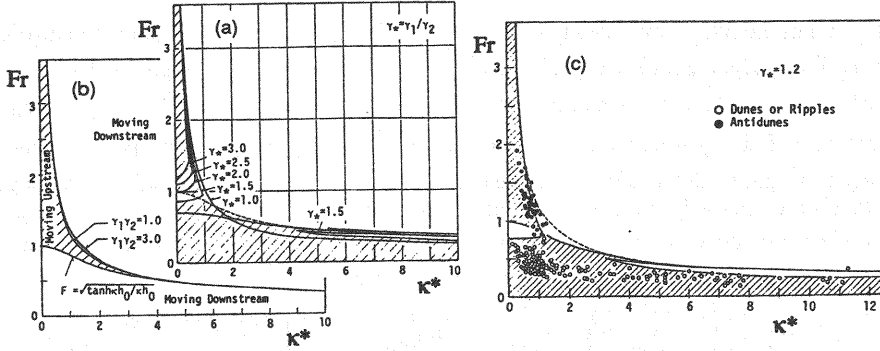 Fr
3
2
1
0
(b)
Moving
Downstream
Moving Upstream
γ₁γ₂=1.0
γ₁γ₂=3.0
F =√tanhκh₀/κh₀
Moving Downstream
0 2 4 6 8 10
κ*
Fr
3
2
1
0
(a)
γ*=γ₁/γ₂
γ*=3.0
γ*=2.5
γ*=2.0
γ*=1.5
γ*=1.0
γ*=1.5
0 2 4 6 8 10
κ*
Fr
3
2
1
0
(c)
γ*=1.2
Dunes or Ripples
Antidunes
0 2 4 6 8 10 12
κ*